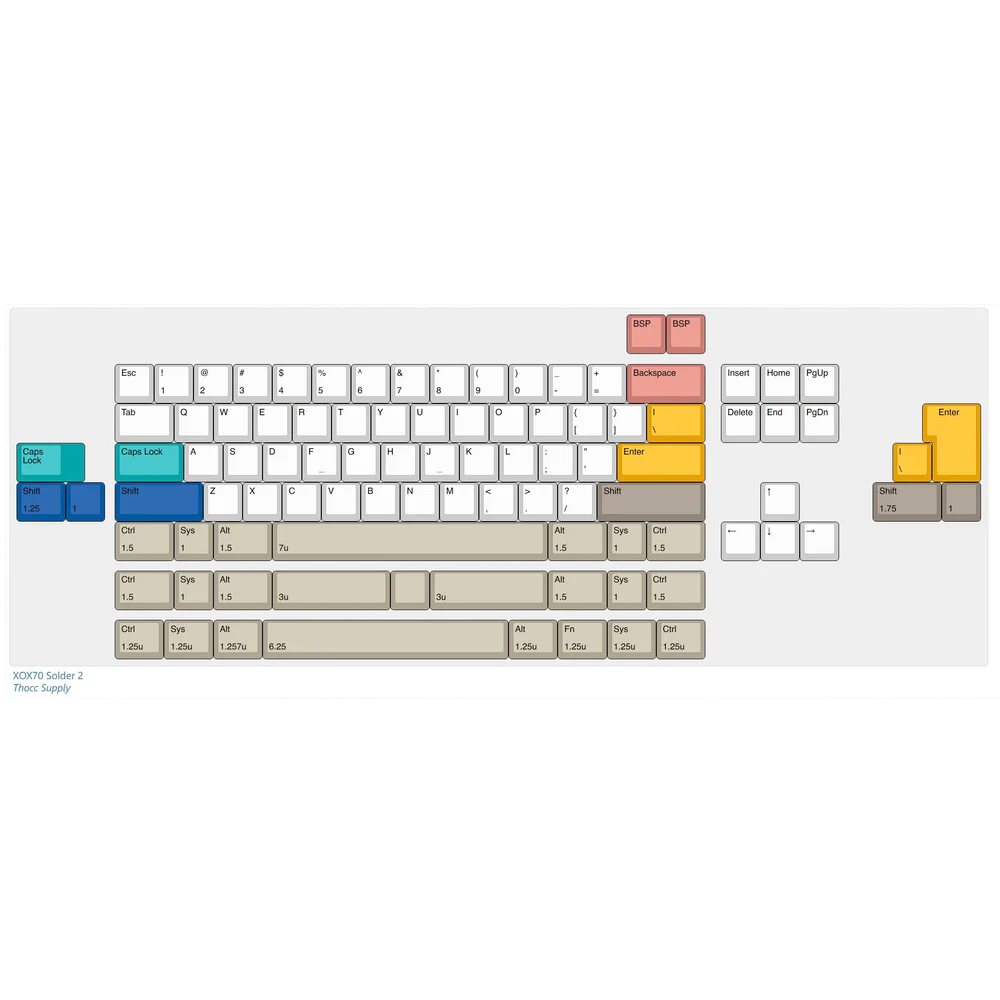 BSP BSP
Esc ! @ # $ % ^ & * ( ) _ + Backspace Insert Home PgUp
1 2 3 4 5 6 7 8 9 0 - =
Tab Q W E R T Y U I O P { } | Delete End PgDn Enter
[ ] \
Caps Lock Caps Lock A S D F G H J K L : " Enter |
_ _ ; ' \
Shift Shift Z X C V B N M < > ? Shift ↑ Shift
1.25 1 , . / 1.75 1
Ctrl Sys Alt Alt Sys Ctrl ← ↓ →
1.5 1 1.5 7u 1.5 1 1.5
Ctrl Sys Alt Alt Sys Ctrl
1.5 1 1.5 3u 3u 1.5 1 1.5
Ctrl Sys Alt Alt Fn Sys Ctrl
1.25u 1.25u 1.257u 6.25 1.25u 1.25u 1.25u 1.25u
XOX70 Solder 2
Thocc Supply